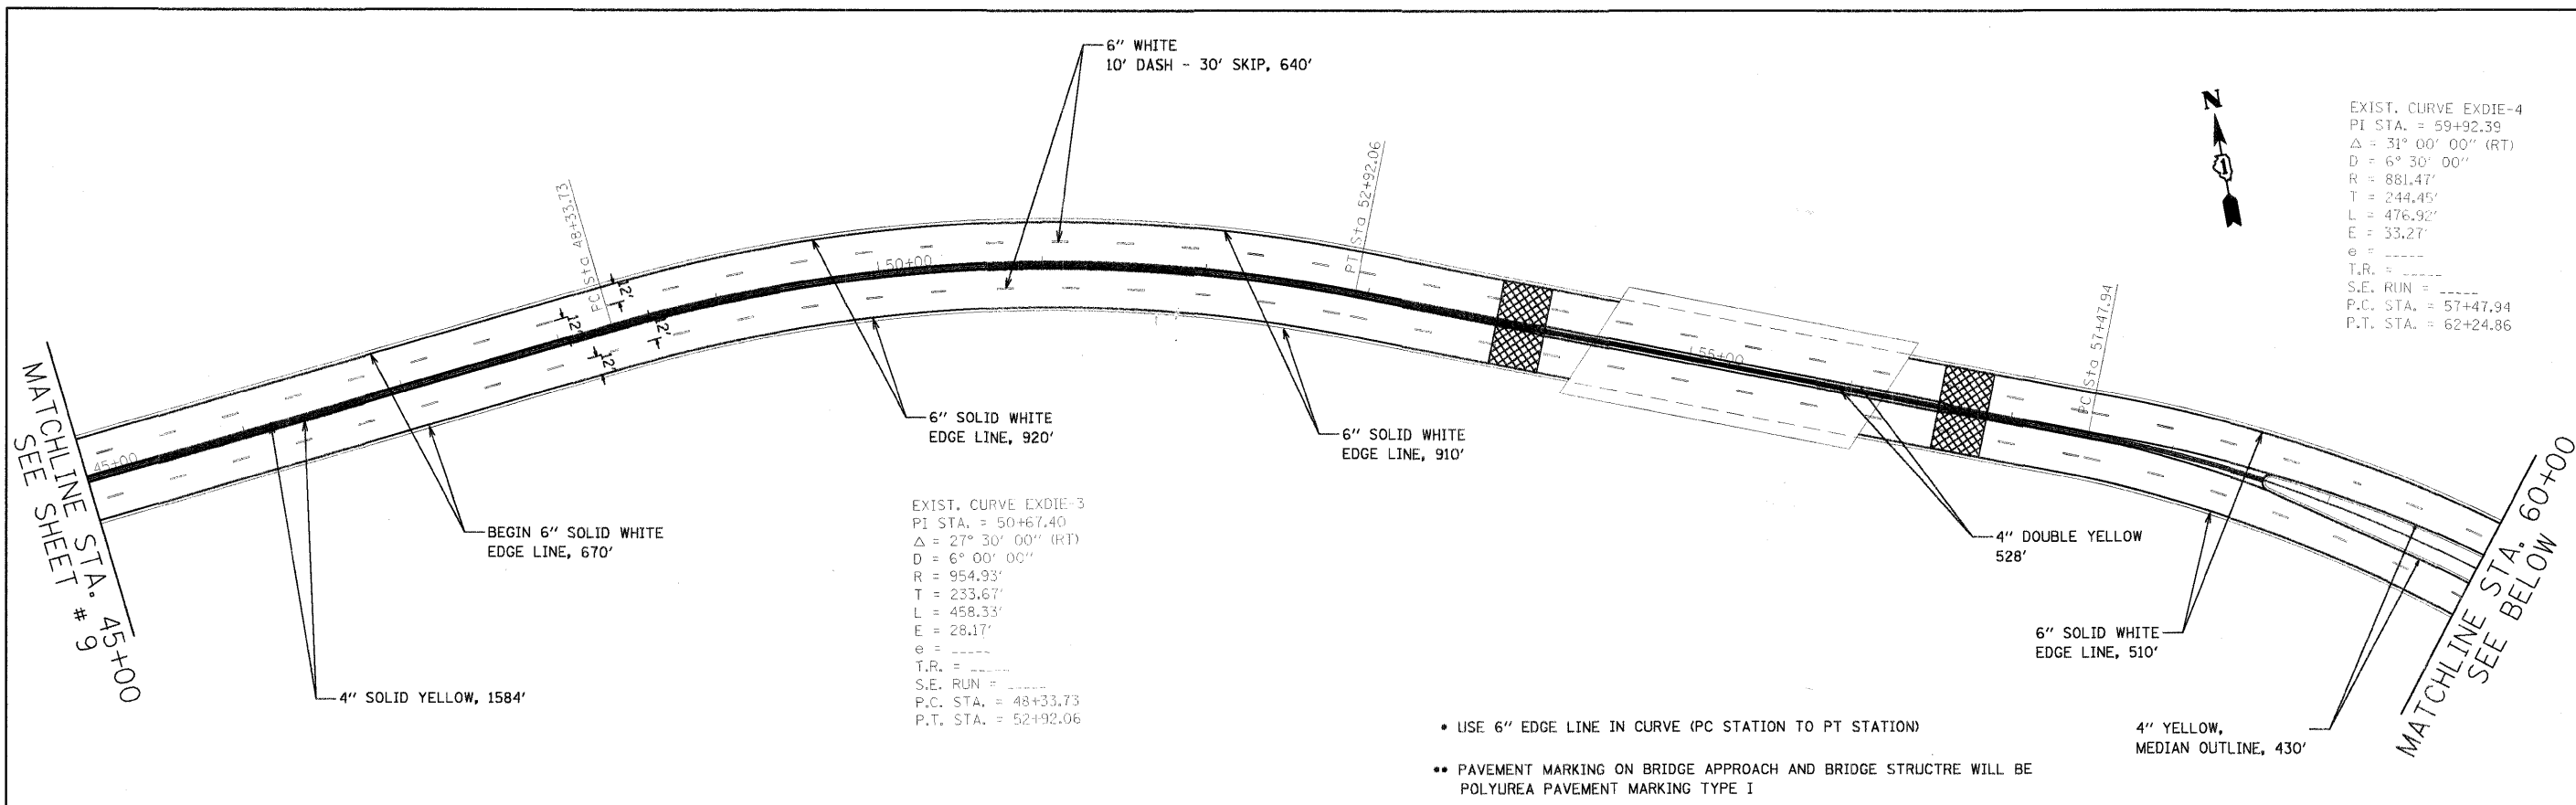 6" WHITE
10' DASH - 30' SKIP, 640'
N
1
EXIST. CURVE EXDIE-4
PI STA. = 59+92.39
Δ = 31° 00' 00" (RT)
D = 6° 30' 00"
R = 881.47'
T = 244.45'
L = 476.92'
E = 33.27'
e = _____
T.R. = _____
S.E. RUN = _____
P.C. STA. = 57+47.94
P.T. STA. = 62+24.86
PC Sta 48+33.73
PT Sta 52+92.06
PC Sta 57+47.94
45+00
50+00
55+00
12'
12'
12'
12'
MATCHLINE STA. 45+00
SEE SHEET # 9
BEGIN 6" SOLID WHITE
EDGE LINE, 670'
4" SOLID YELLOW, 1584'
6" SOLID WHITE
EDGE LINE, 920'
6" SOLID WHITE
EDGE LINE, 910'
EXIST. CURVE EXDIE-3
PI STA. = 50+67.40
Δ = 27° 30' 00" (RT)
D = 6° 00' 00"
R = 954.93'
T = 233.67'
L = 458.33'
E = 28.17'
e = _____
T.R. = _____
S.E. RUN = _____
P.C. STA. = 48+33.73
P.T. STA. = 52+92.06
4" DOUBLE YELLOW
528'
6" SOLID WHITE
EDGE LINE, 510'
4" YELLOW,
MEDIAN OUTLINE, 430'
MATCHLINE STA. 60+00
SEE BELOW
* USE 6" EDGE LINE IN CURVE (PC STATION TO PT STATION)
** PAVEMENT MARKING ON BRIDGE APPROACH AND BRIDGE STRUCTRE WILL BE
POLYUREA PAVEMENT MARKING TYPE I